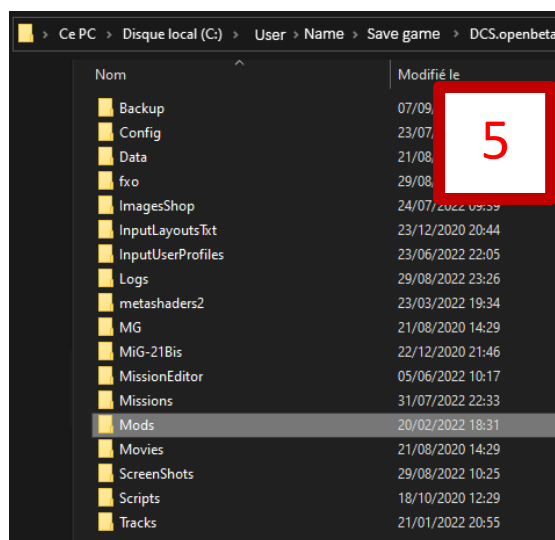 > Ce PC > Disque local (C:) > User > Name > Save game > DCS.openbeta
Nom Modifié le
Backup 07/09/
Config 23/07/
Data 21/08/
fxo 29/08/
ImagesShop 24/07/2022 09:39
InputLayoutsTxt 23/12/2020 20:44
InputUserProfiles 23/06/2022 22:05
Logs 29/08/2022 23:26
metashaders2 23/03/2022 19:34
MG 21/08/2020 14:29
MiG-21Bis 22/12/2020 21:46
MissionEditor 05/06/2022 10:17
Missions 31/07/2022 22:33
Mods 20/02/2022 18:31
Movies 21/08/2020 14:29
ScreenShots 29/08/2022 10:25
Scripts 18/10/2020 12:29
Tracks 21/01/2022 20:55
5